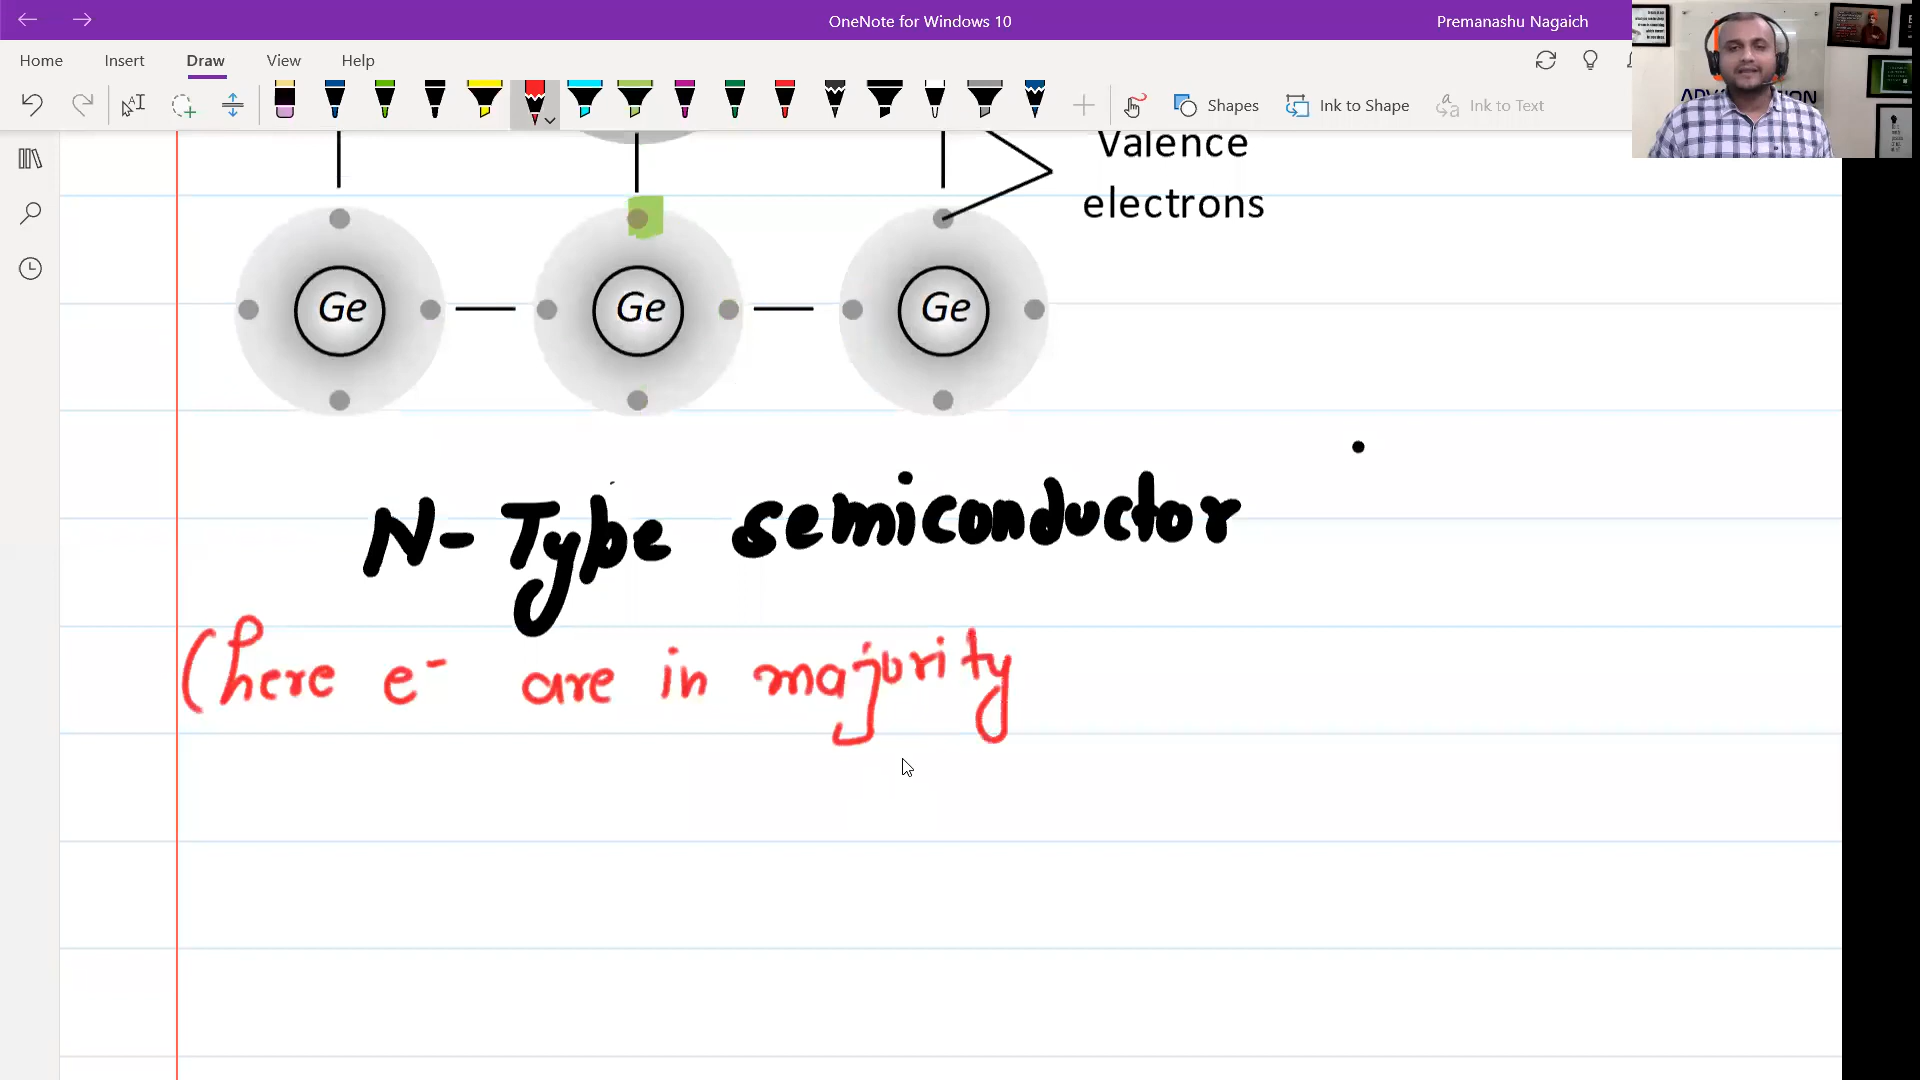 OneNote for Windows 10
Premanashu Nagaich
Home Insert Draw View Help
Shapes Ink to Shape Ink to Text
Valence
electrons
Ge Ge Ge
N- Type semiconductor
(here e⁻ are in majority